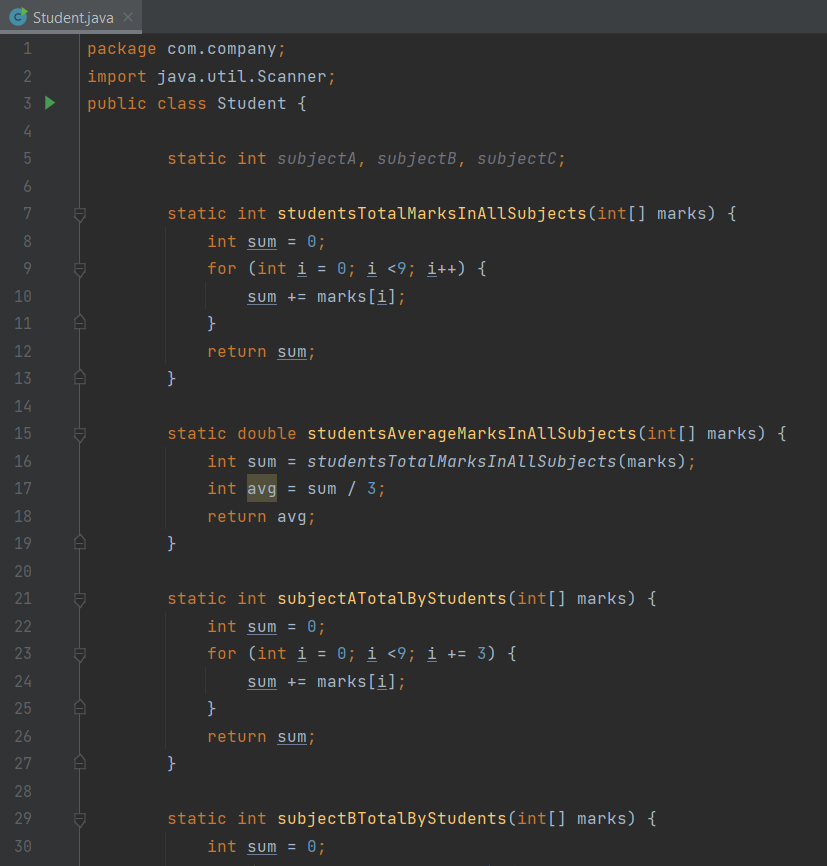 Student.java
1 package com.company;
2 import java.util.Scanner;
3 public class Student {
4
5 static int subjectA, subjectB, subjectC;
6
7 static int studentsTotalMarksInAllSubjects(int[] marks) {
8 int sum = 0;
9 for (int i = 0; i <9; i++) {
10 sum += marks[i];
11 }
12 return sum;
13 }
14
15 static double studentsAverageMarksInAllSubjects(int[] marks) {
16 int sum = studentsTotalMarksInAllSubjects(marks);
17 int avg = sum / 3;
18 return avg;
19 }
20
21 static int subjectATotalByStudents(int[] marks) {
22 int sum = 0;
23 for (int i = 0; i <9; i += 3) {
24 sum += marks[i];
25 }
26 return sum;
27 }
28
29 static int subjectBTotalByStudents(int[] marks) {
30 int sum = 0;